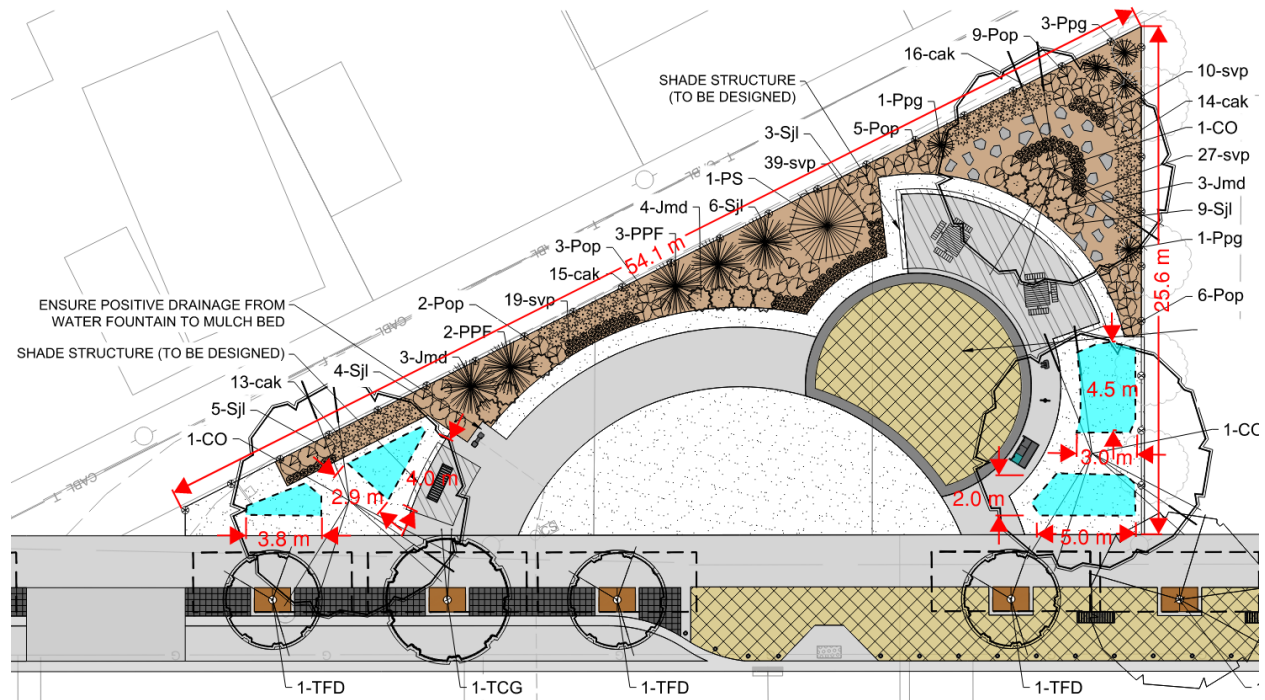 3-Ppg
9-Pop
16-cak
SHADE STRUCTURE
(TO BE DESIGNED)
10-svp
1-Ppg
14-cak
5-Pop
1-CO
3-Sjl
27-svp
39-svp
3-Jmd
1-PS
9-Sjl
6-Sjl
4-Jmd
1-Ppg
3-PPF
54.1 m
25.6 m
3-Pop
15-cak
6-Pop
19-svp
ENSURE POSITIVE DRAINAGE FROM
WATER FOUNTAIN TO MULCH BED
2-Pop
2-PPF
SHADE STRUCTURE (TO BE DESIGNED)
3-Jmd
4-Sjl
13-cak
4.5 m
5-Sjl
1-CO
1-CO
3.0 m
4.0 m
2.9 m
2.0 m
3.8 m
5.0 m
G
G
1-TFD
1-TCG
1-TFD
1-TFD